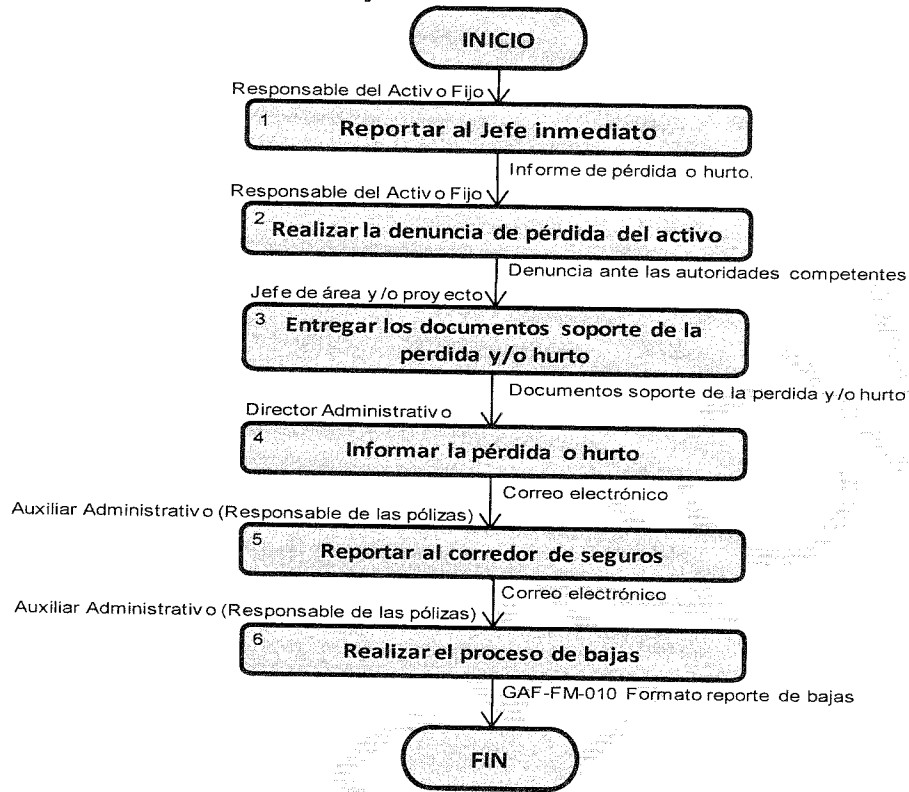 INICIO
Responsable del Activo Fijo
1
Reportar al Jefe inmediato
Informe de pérdida o hurto.
Responsable del Activo Fijo
2
Realizar la denuncia de pérdida del activo
Denuncia ante las autoridades competentes
Jefe de área y/o proyecto
3
Entregar los documentos soporte de la
perdida y/o hurto
Documentos soporte de la perdida y/o hurto
Director Administrativo
4
Informar la pérdida o hurto
Correo electrónico
Auxiliar Administrativo (Responsable de las pólizas)
5
Reportar al corredor de seguros
Correo electrónico
Auxiliar Administrativo (Responsable de las pólizas)
6
Realizar el proceso de bajas
GAF-FM-010 Formato reporte de bajas
FIN